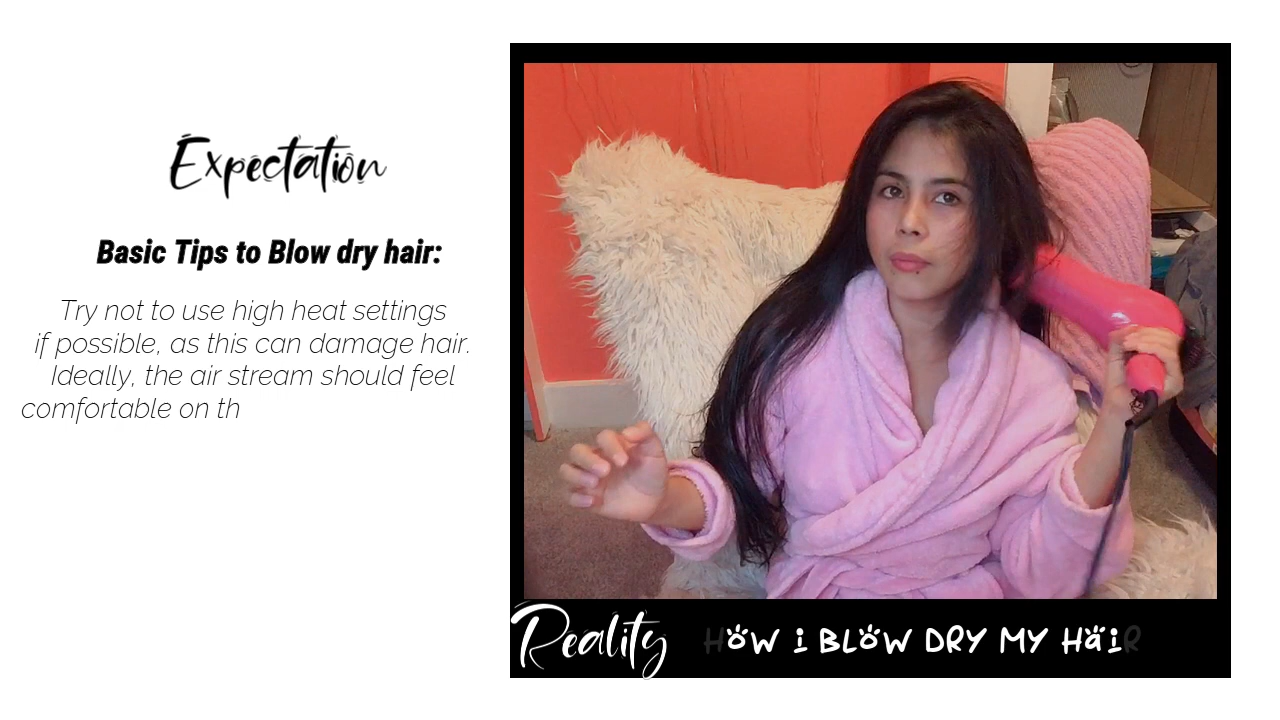 Expectation
Basic Tips to Blow dry hair:
Try not to use high heat settings
if possible, as this can damage hair.
Ideally, the air stream should feel
comfortable on th
Reality HOW I BLOW DRY MY HAIR